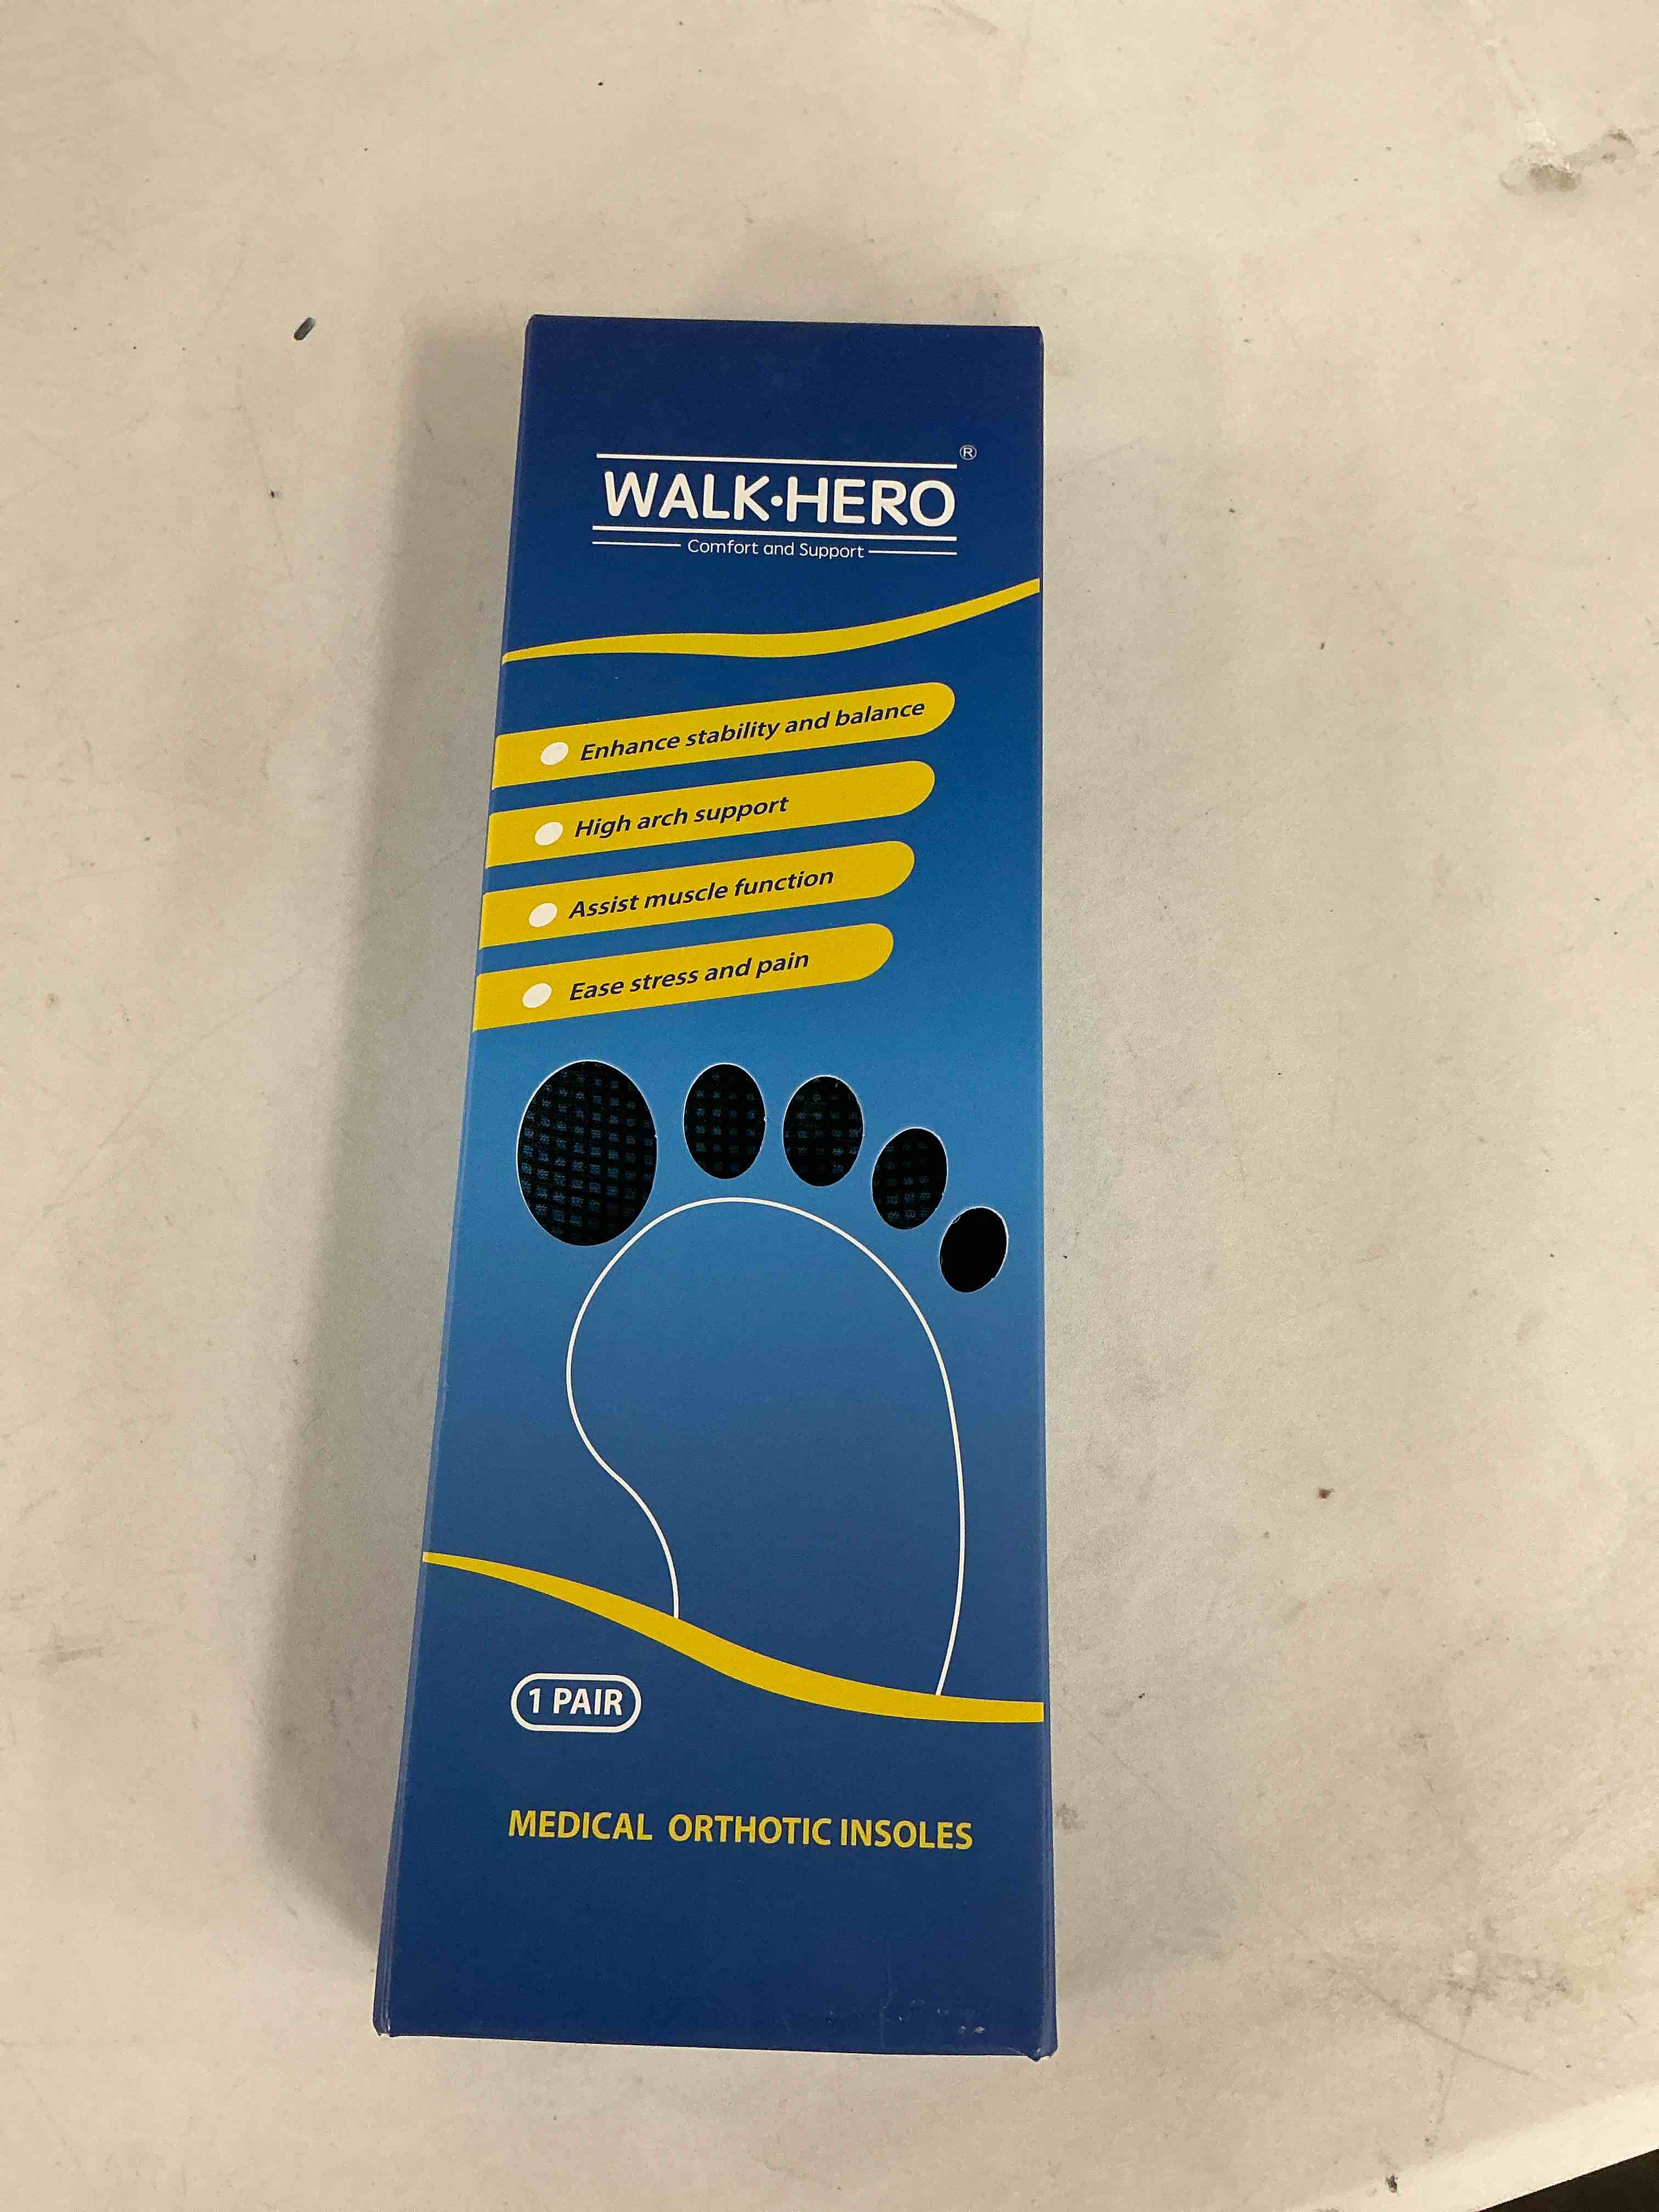 WALK·HERO®
Comfort and Support
Enhance stability and balance
High arch support
Assist muscle function
Ease stress and pain
1 PAIR
MEDICAL ORTHOTIC INSOLES